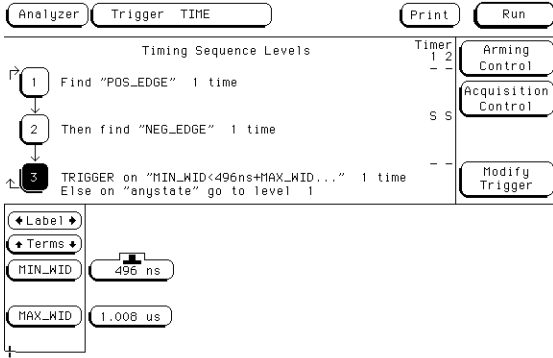 Analyzer Trigger TIME Print Run
Timing Sequence Levels
Timer
1 2
Arming
Control
1 Find "POS_EDGE" 1 time
- -
Acquisition
Control
2 Then find "NEG_EDGE" 1 time
S S
3 TRIGGER on "MIN_WID<496ns+MAX_WID..." 1 time
Else on "anystate" go to level 1
- -
Modify
Trigger
Label
Terms
MIN_WID 496 ns
MAX_WID 1.008 us